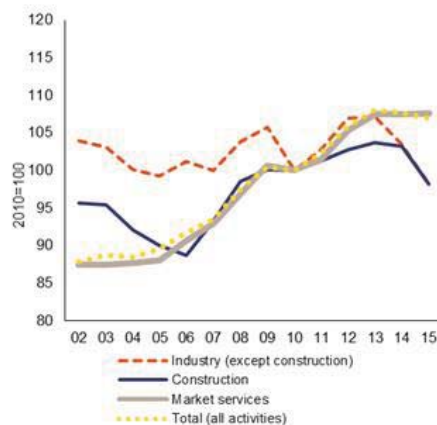 120
115
110
105
100
95
90
85
80
2010=100
02 03 04 05 06 07 08 09 10 11 12 13 14 15
Industry (except construction)
Construction
Market services
Total (all activities)